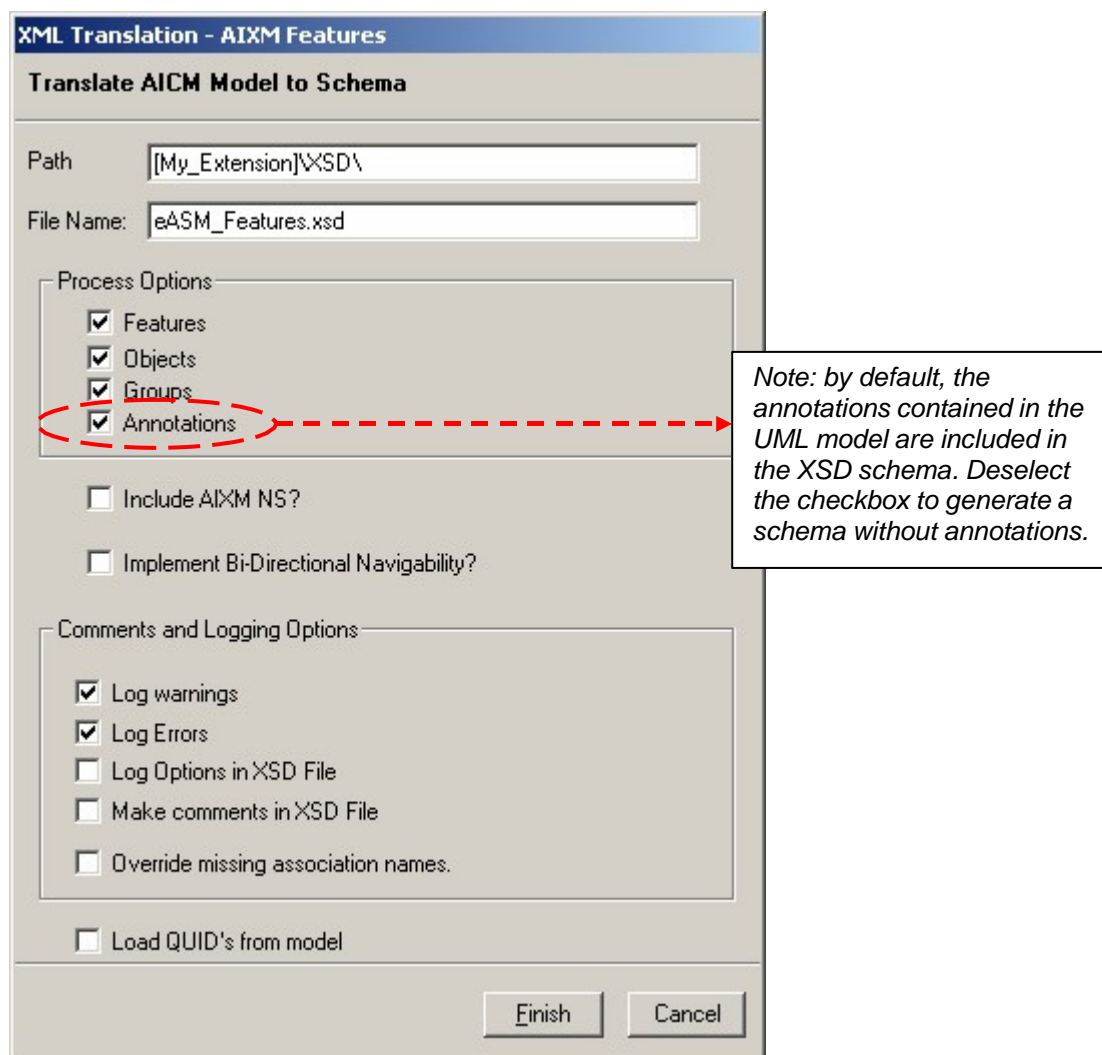 XML Translation - AIXM Features
Translate AICM Model to Schema
Path
[My_Extension]\XSD\
File Name:
eASM_Features.xsd
Process Options
Features
Objects
Groups
Annotations
Note: by default, the
annotations contained in the
UML model are included in
the XSD schema. Deselect
the checkbox to generate a
schema without annotations.
Include AIXM NS?
Implement Bi-Directional Navigability?
Comments and Logging Options
Log warnings
Log Errors
Log Options in XSD File
Make comments in XSD File
Override missing association names.
Load QUID's from model
Finish
Cancel